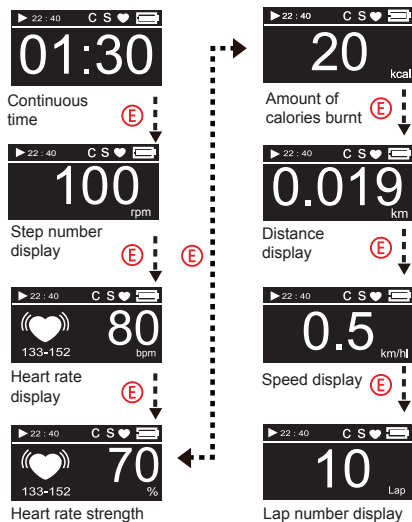 22 : 40 C S
01:30
Continuous
time
E
22 : 40 C S
100
rpm
Step number
display
E
22 : 40 C S
80
133-152 bpm
Heart rate
display
E
22 : 40 C S
70
133-152 %
Heart rate strength
E
22 : 40 C S
20
kcal
Amount of
calories burnt
E
22 : 40 C S
0.019
km
Distance
display
E
22 : 40 C S
0.5
km/hl
Speed display
E
22 : 40 C S
10
Lap
Lap number display